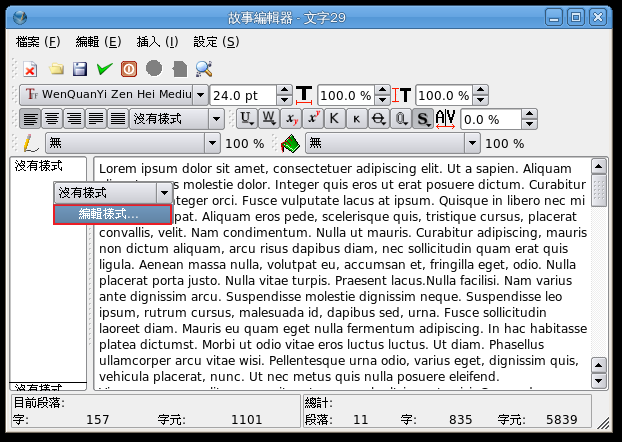 故事編輯器 - 文字29
檔案 (F) 編輯 (E) 插入 (I) 設定 (S)
WenQuanYi Zen Hei Mediu 24.0 pt 100.0 % 100.0 %
沒有樣式 0.0 %
無 100 % 無 100 %
沒有樣式
沒有樣式
編輯樣式...
沒有樣式
Lorem ipsum dolor sit amet, consectetuer adipiscing elit. Ut a sapien. Aliquam
molestie dolor. Integer quis eros ut erat posuere dictum. Curabitur
orci. Fusce vulputate lacus at ipsum. Quisque in libero nec mi
pat. Aliquam eros pede, scelerisque quis, tristique cursus, placerat
convallis, velit. Nam condimentum. Nulla ut mauris. Curabitur adipiscing, mauris
non dictum aliquam, arcu risus dapibus diam, nec sollicitudin quam erat quis
ligula. Aenean massa nulla, volutpat eu, accumsan et, fringilla eget, odio. Nulla
placerat porta justo. Nulla vitae turpis. Praesent lacus.Nulla facilisi. Nam varius
ante dignissim arcu. Suspendisse molestie dignissim neque. Suspendisse leo
ipsum, rutrum cursus, malesuada id, dapibus sed, urna. Fusce sollicitudin
laoreet diam. Mauris eu quam eget nulla fermentum adipiscing. In hac habitasse
platea dictumst. Morbi ut odio vitae eros luctus luctus. Ut diam. Phasellus
ullamcorper arcu vitae wisi. Pellentesque urna odio, varius eget, dignissim quis,
vehicula placerat, nunc. Ut nec metus quis nulla posuere eleifend.
目前段落: 總計:
字: 157 字元: 1101 段落: 11 字: 835 字元: 5839